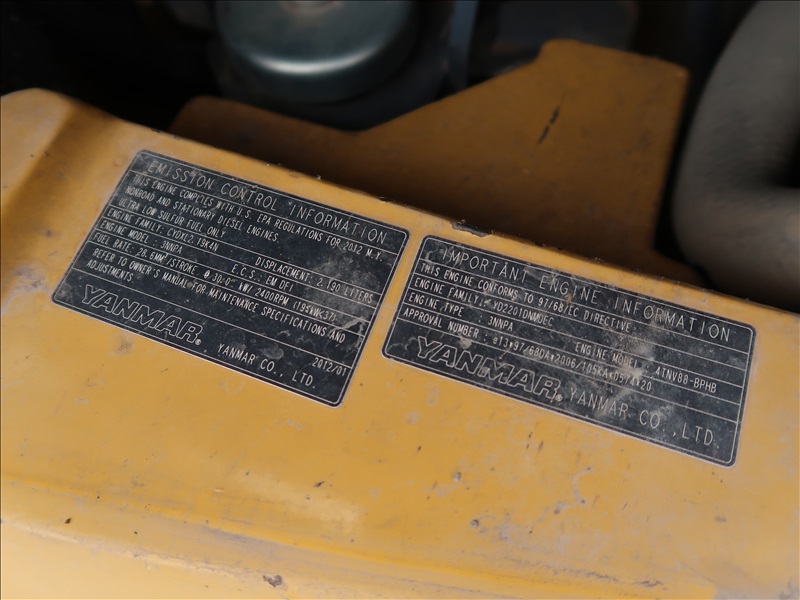 EMISSION CONTROL INFORMATION
THIS ENGINE COMPLIES WITH U.S. EPA REGULATIONS FOR 2012 M.Y.
NONROAD AND STATIONARY DIESEL ENGINES.
ULTRA LOW SULFUR FUEL ONLY
ENGINE FAMILY: CYDXL2.19K4N
ENGINE MODEL : 3NNPA DISPLACEMENT: 2.190 LITERS
FUEL RATE: MM³/STROKE @ 30.0 kW/ 2400RPM E.C.S.: EM DFI
REFER TO OWNER'S MANUAL FOR MAINTENANCE SPECIFICATIONS AND
ADJUSTMENTS.
YANMAR® 2012/01
YANMAR CO., LTD.
IMPORTANT ENGINE INFORMATION
THIS ENGINE CONFORMS TO 97/68/EC DIRECTIVE
ENGINE FAMILY:
ENGINE TYPE : 3NNPA ENGINE MODEL : 4TNV88-BPHB
APPROVAL NUMBER :
YANMAR® YANMAR CO., LTD.